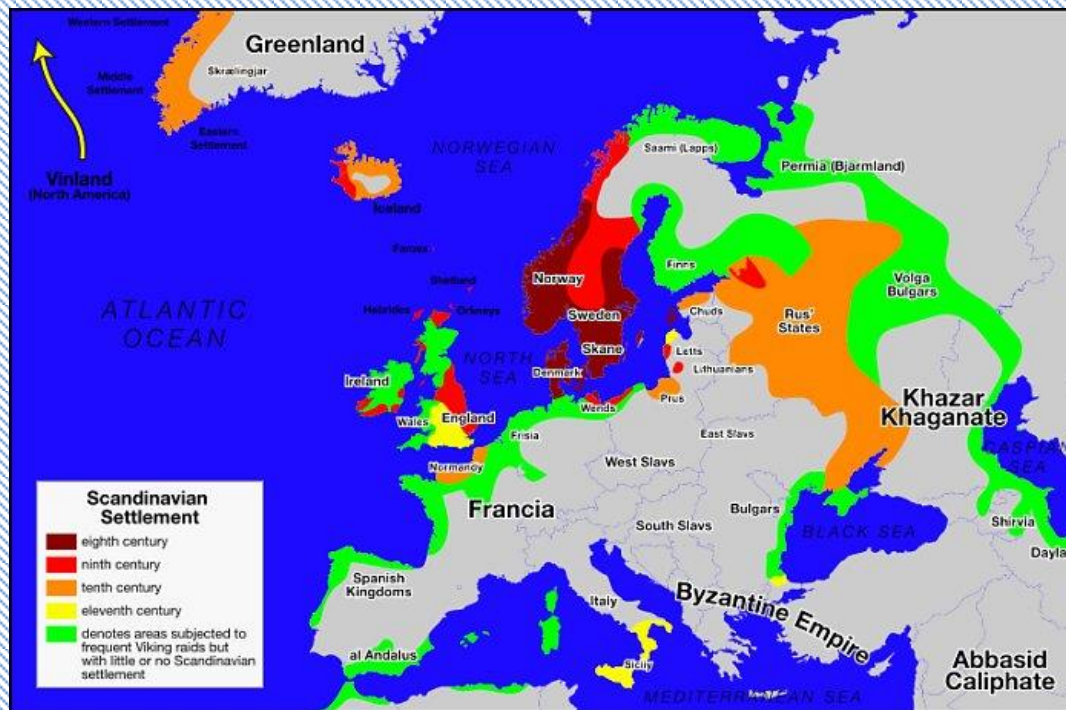 Western Settlement
Greenland
Skrælingjar
Middle
Settlement
Eastern
Settlement
Vinland
(North America)
NORWEGIAN
SEA
Iceland
Faroes
Shetland
Hebrides
Orkneys
ATLANTIC
OCEAN
NORTH
SEA
Saami (Lapps)
Permia (Bjarmland)
Norway
Sweden
Skane
Denmark
Finns
Chuds
Letts
Lithuanians
Prus
Wends
Rus'
States
Volga
Bulgars
Khazar
Khaganate
CASPIAN
SEA
Ireland
Wales
England
Frisia
Normandy
Francia
East Slavs
West Slavs
South Slavs
Bulgars
BLACK SEA
Shirvia
Dayla
Spanish
Kingdoms
al Andalus
Italy
Sicily
Byzantine Empire
MEDITERRANEAN SEA
Abbasid
Caliphate
Scandinavian
Settlement
eighth century
ninth century
tenth century
eleventh century
denotes areas subjected to
frequent Viking raids but
with little or no Scandinavian
settlement